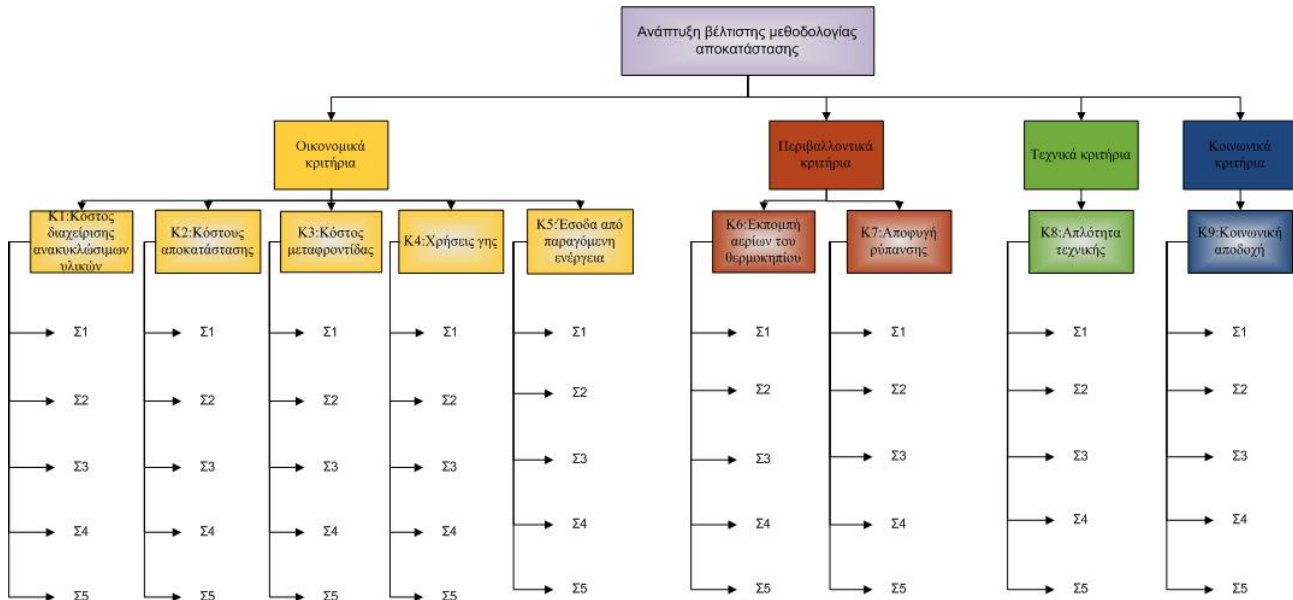 Ανάπτυξη βέλτιστης μεθοδολογίας
αποκατάστασης
Οικονομικά
κριτήρια
Περιβαλλοντικά
κριτήρια
Τεχνικά κριτήρια
Κοινωνικά
κριτήρια
Κ1:Κόστος
διαχείρισης
ανακυκλώσιμων
υλικών
Κ2:Κόστους
αποκατάστασης
Κ3:Κόστος
μεταφροντίδας
Κ4:Χρήσεις γης
Κ5:Έσοδα από
παραγόμενη
ενέργεια
Κ6:Εκπομπή
αερίων του
θερμοκηπίου
Κ7:Αποφυγή
ρύπανσης
Κ8:Απλότητα
τεχνικής
Κ9:Κοινωνική
αποδοχή
Σ1 Σ1 Σ1 Σ1 Σ1 Σ1 Σ1 Σ1 Σ1
Σ2 Σ2 Σ2 Σ2 Σ2 Σ2 Σ2 Σ2 Σ2
Σ3 Σ3 Σ3 Σ3 Σ3 Σ3 Σ3 Σ3 Σ3
Σ4 Σ4 Σ4 Σ4 Σ4 Σ4 Σ4 Σ4 Σ4
Σ5 Σ5 Σ5 Σ5 Σ5 Σ5 Σ5 Σ5 Σ5